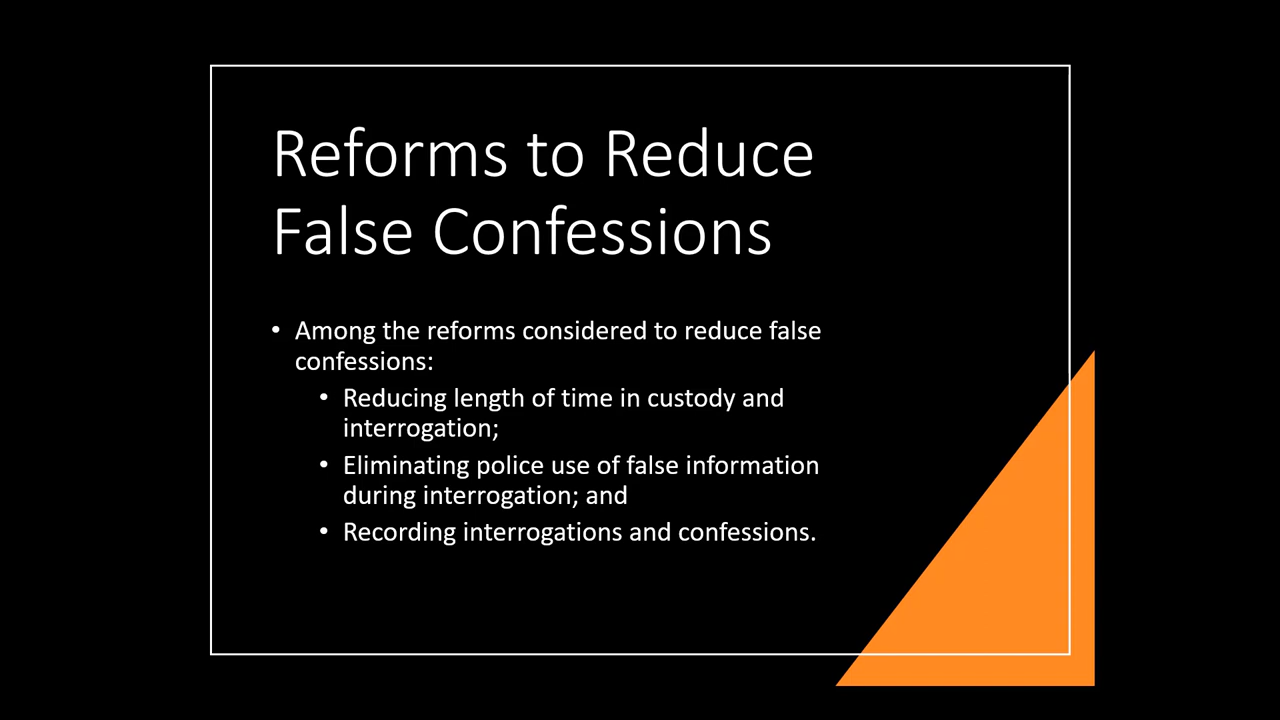 Reforms to Reduce
False Confessions
• Among the reforms considered to reduce false
confessions:
• Reducing length of time in custody and
interrogation;
• Eliminating police use of false information
during interrogation; and
• Recording interrogations and confessions.